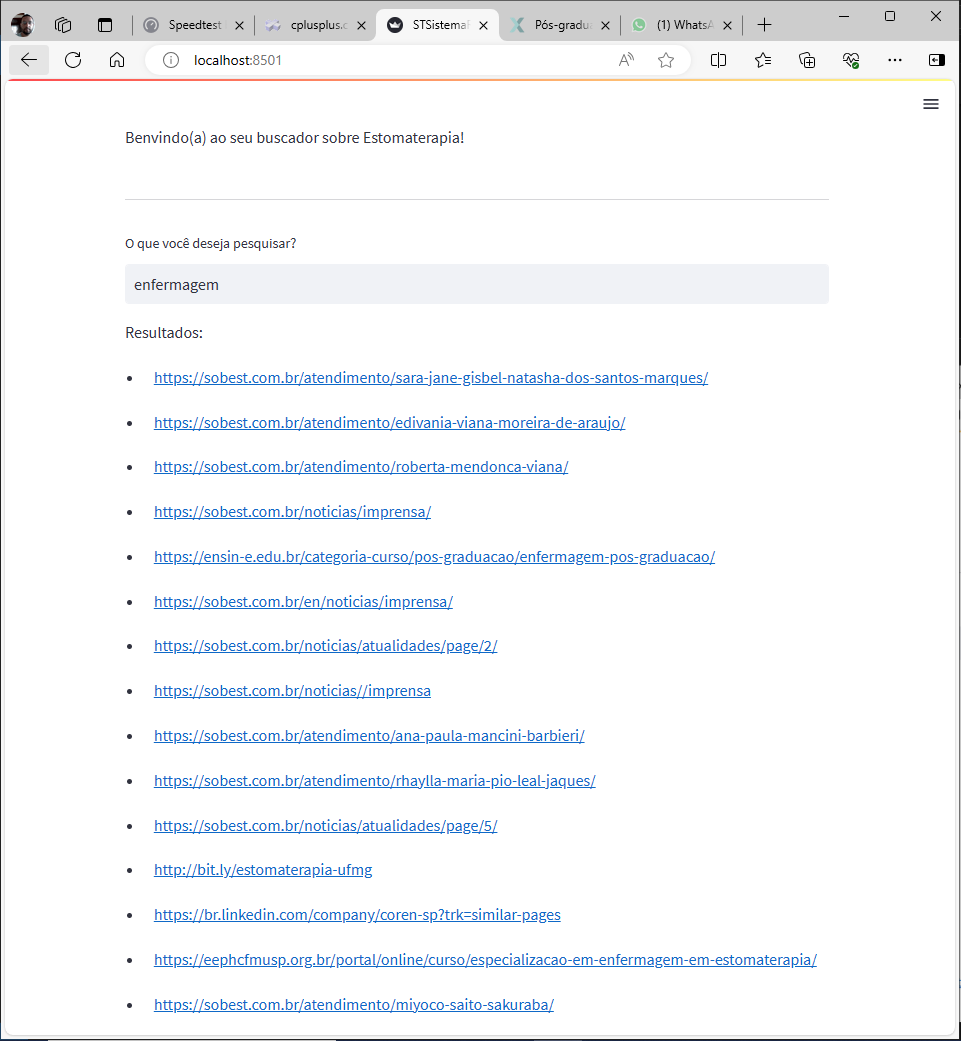 Speedtest
cplusplus.c
STSistema
Pós-gradu
(1) WhatsA
localhost:8501
Benvindo(a) ao seu buscador sobre Estomaterapia!
O que você deseja pesquisar?
enfermagem
Resultados:
https://sobest.com.br/atendimento/sara-jane-gisbel-natasha-dos-santos-marques/
https://sobest.com.br/atendimento/edivania-viana-moreira-de-araujo/
https://sobest.com.br/atendimento/roberta-mendonca-viana/
https://sobest.com.br/noticias/imprensa/
https://ensin-e.edu.br/categoria-curso/pos-graduacao/enfermagem-pos-graduacao/
https://sobest.com.br/en/noticias/imprensa/
https://sobest.com.br/noticias/atualidades/page/2/
https://sobest.com.br/noticias//imprensa
https://sobest.com.br/atendimento/ana-paula-mancini-barbieri/
https://sobest.com.br/atendimento/rhaylla-maria-pio-leal-jaques/
https://sobest.com.br/noticias/atualidades/page/5/
http://bit.ly/estomaterapia-ufmg
https://br.linkedin.com/company/coren-sp?trk=similar-pages
https://eephcfmusp.org.br/portal/online/curso/especializacao-em-enfermagem-em-estomaterapia/
https://sobest.com.br/atendimento/miyoco-saito-sakuraba/